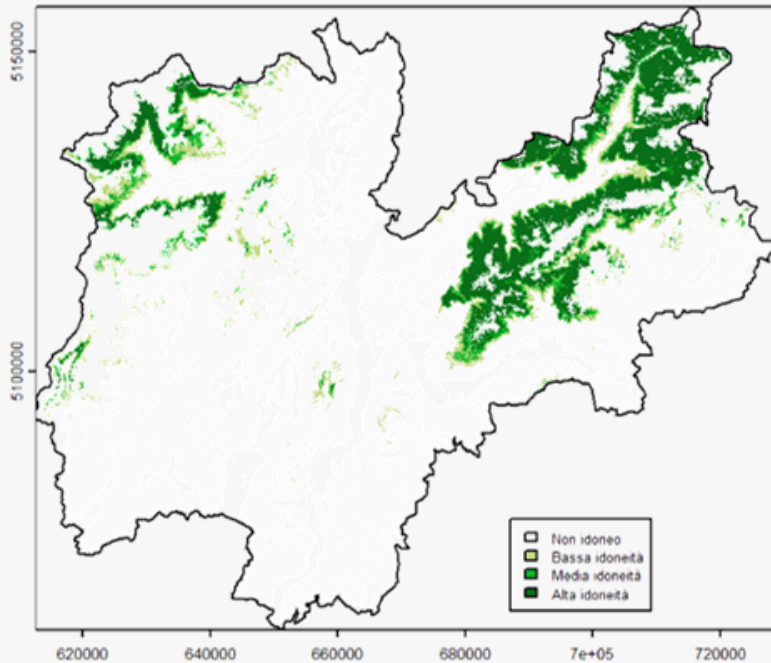 5150000
5100000
Non idoneo
Bassa idoneità
Media idoneità
Alta idoneità
620000 640000 660000 680000 7e+05 720000